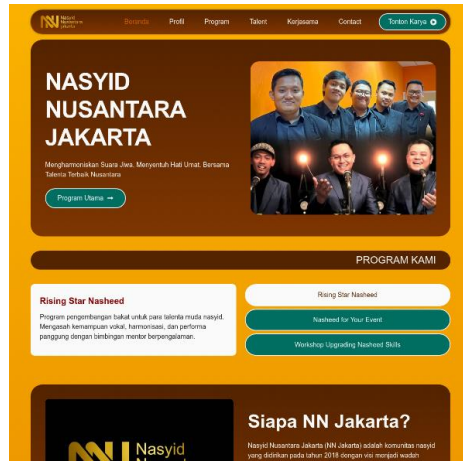 Nasyid
Nusantara
Jakarta
Beranda
Profil
Program
Talent
Kerjasama
Contact
Tonton Karya
NASYID
NUSANTARA
JAKARTA
Mengharmoniskan Suara Jiwa, Menyentuh Hati Umat. Bersama
Talenta Terbaik Nusantara
Program Utama →
PROGRAM KAMI
Rising Star Nasheed
Program pengembangan bakat untuk para talenta muda nasyid.
Mengasah kemampuan vokal, harmonisasi, dan performa
panggung dengan bimbingan mentor berpengalaman.
Rising Star Nasheed
Nasheed for Your Event
Workshop Upgrading Nasheed Skills
Nasyid
Siapa NN Jakarta?
Nasyid Nusantara Jakarta (NN Jakarta) adalah komunitas nasyid
yang didirikan pada tahun 2018 dengan visi menjadi wadah